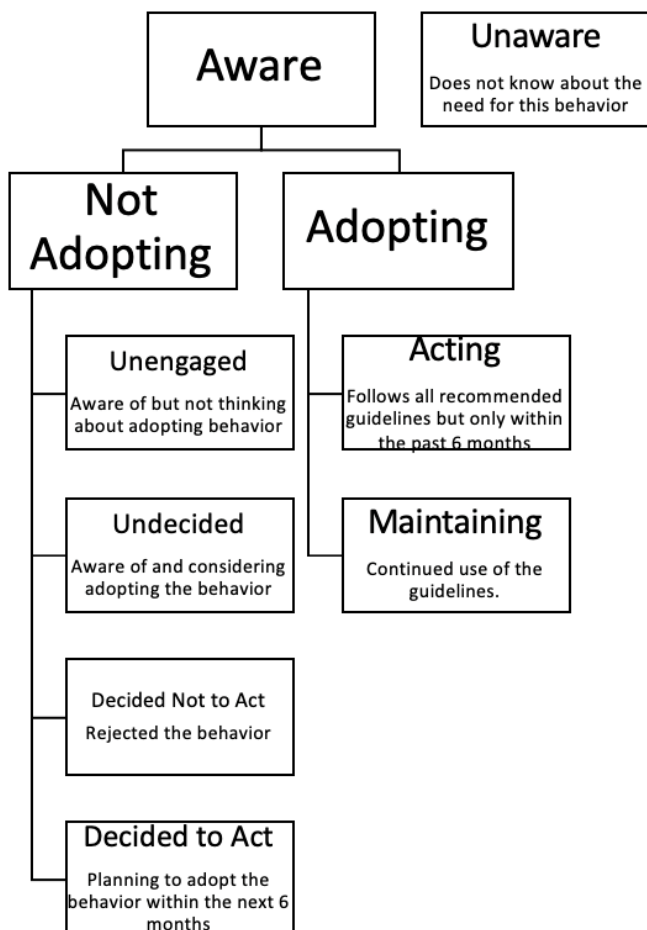 Aware
Unaware
Does not know about the
need for this behavior
Not
Adopting
Adopting
Unengaged
Aware of but not thinking
about adopting behavior
Acting
Follows all recommended
guidelines but only within
the past 6 months
Undecided
Aware of and considering
adopting the behavior
Maintaining
Continued use of the
guidelines.
Decided Not to Act
Rejected the behavior
Decided to Act
Planning to adopt the
behavior within the next 6
months